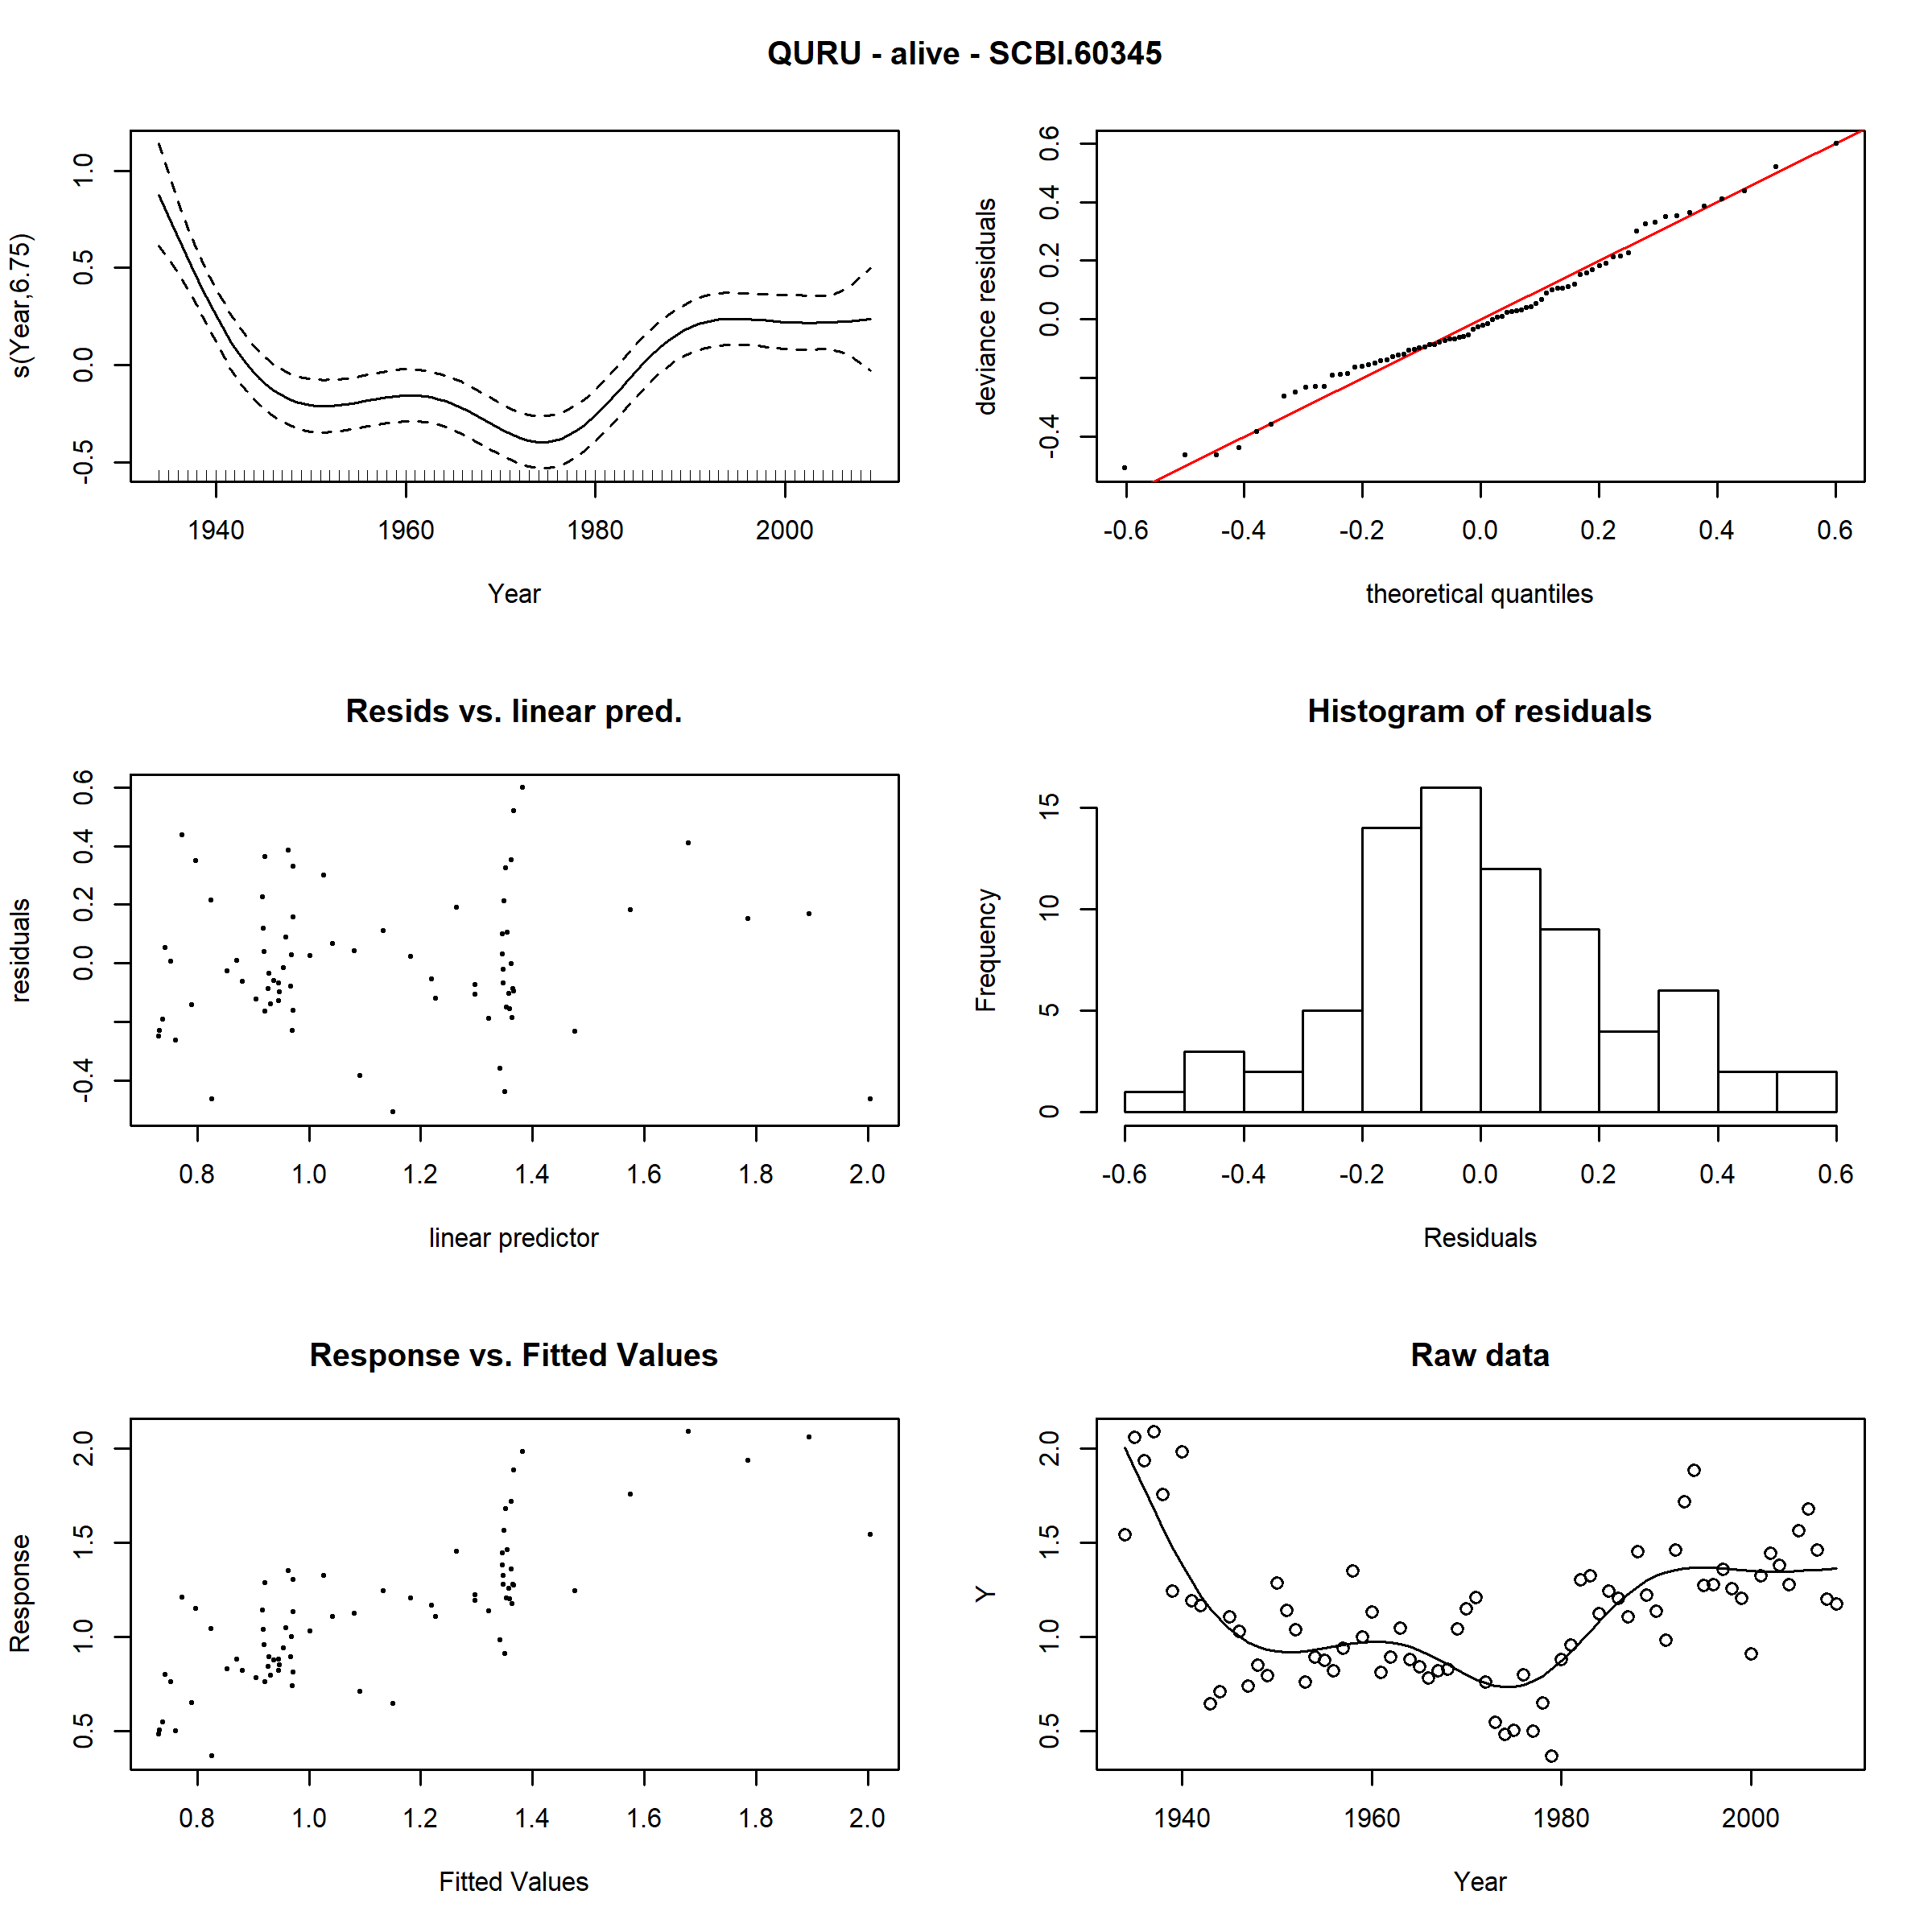 QURU - alive - SCBI.60345
s(Year,6.75)
1.0
0.5
0.0
-0.5
1940 1960 1980 2000
Year
deviance residuals
0.6
0.4
0.2
0.0
-0.4
-0.6 -0.4 -0.2 0.0 0.2 0.4 0.6
theoretical quantiles
Resids vs. linear pred.
residuals
0.6
0.4
0.2
0.0
-0.4
0.8 1.0 1.2 1.4 1.6 1.8 2.0
linear predictor
Histogram of residuals
Frequency
15
10
5
0
-0.6 -0.4 -0.2 0.0 0.2 0.4 0.6
Residuals
Response vs. Fitted Values
Response
2.0
1.5
1.0
0.5
0.8 1.0 1.2 1.4 1.6 1.8 2.0
Fitted Values
Raw data
Y
2.0
1.5
1.0
0.5
1940 1960 1980 2000
Year